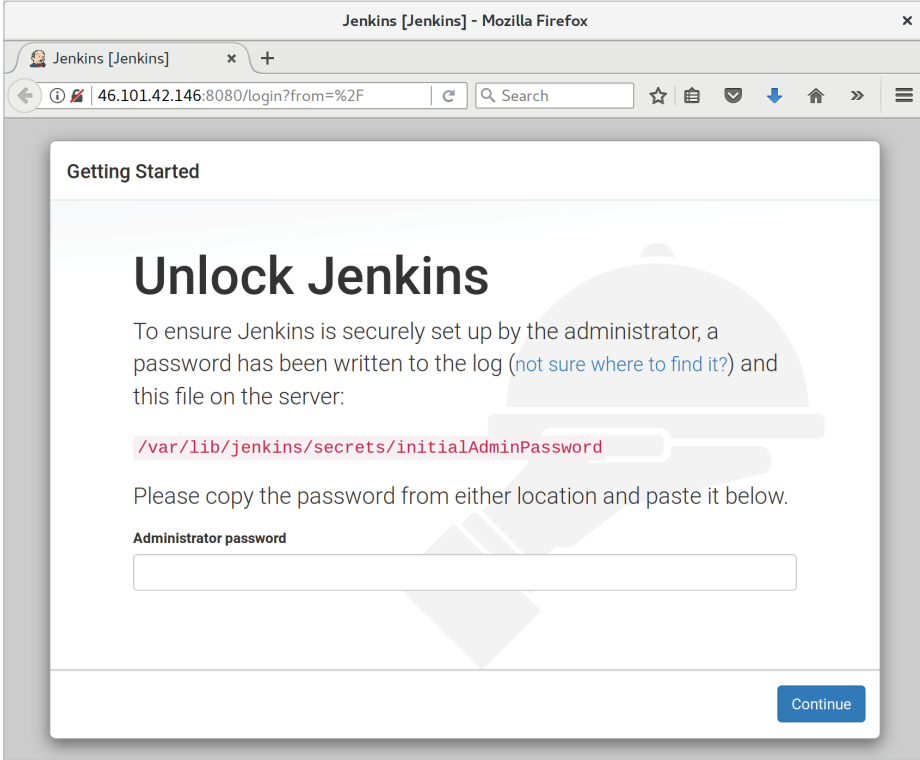 Jenkins [Jenkins] - Mozilla Firefox
Jenkins [Jenkins]
46.101.42.146:8080/login?from=%2F
Search
Getting Started
Unlock Jenkins
To ensure Jenkins is securely set up by the administrator, a
password has been written to the log (not sure where to find it?) and
this file on the server:
/var/lib/jenkins/secrets/initialAdminPassword
Please copy the password from either location and paste it below.
Administrator password
Continue